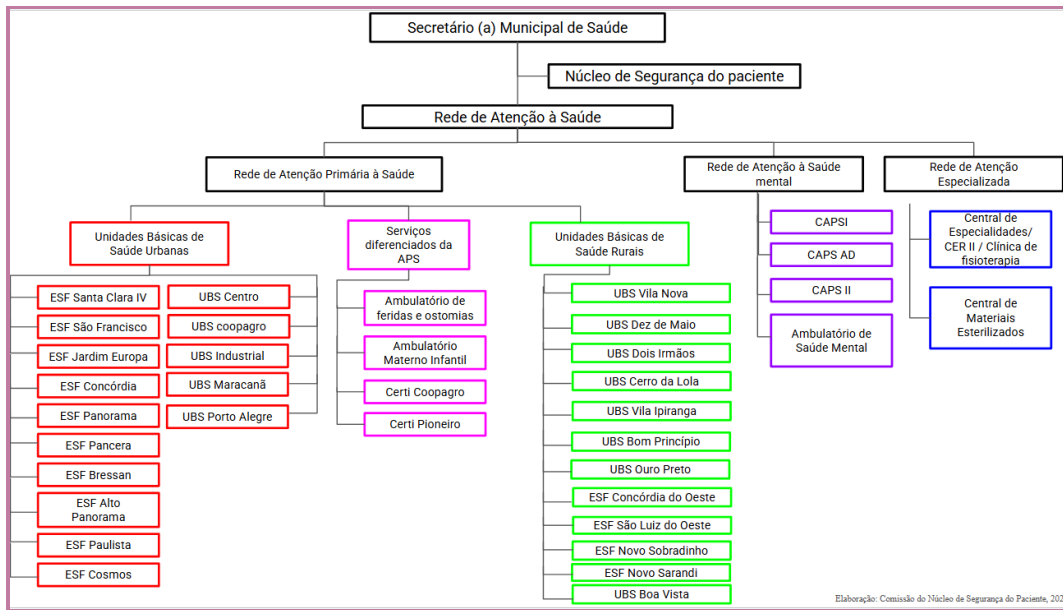 Secretário (a) Municipal de Saúde
Núcleo de Segurança do paciente
Rede de Atenção à Saúde
Rede de Atenção Primária à Saúde
Rede de Atenção à Saúde
mental
Rede de Atenção
Especializada
Unidades Básicas de
Saúde Urbanas
ESF Santa Clara IV
ESF São Francisco
ESF Jardim Europa
ESF Concórdia
ESF Panorama
ESF Pancera
ESF Bressan
ESF Alto
Panorama
ESF Paulista
ESF Cosmos
UBS Centro
UBS coopagro
UBS Industrial
UBS Maracanã
UBS Porto Alegre
Serviços
diferenciados da
APS
Ambulatório de
feridas e ostomias
Ambulatório
Materno Infantil
Certi Coopagro
Certi Pioneiro
Unidades Básicas de
Saúde Rurais
UBS Vila Nova
UBS Dez de Maio
UBS Dois Irmãos
UBS Cerro da Lola
UBS Vila Ipiranga
UBS Bom Princípio
UBS Ouro Preto
ESF Concórdia do Oeste
ESF São Luiz do Oeste
ESF Novo Sobradinho
ESF Novo Sarandi
UBS Boa Vista
CAPSI
CAPS AD
CAPS II
Ambulatório de
Saúde Mental
Central de
Especialidades/
CER II / Clínica de
fisioterapia
Central de
Materiais
Esterilizados
Elaboração: Comissão do Núcleo de Segurança do Paciente,